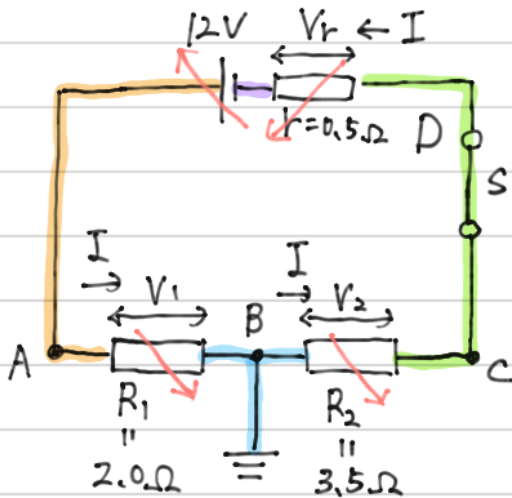 12V Vr ← I
r=0.5Ω
D
S
I V1
I V2
A B C
R1
"
2.0Ω
R2
"
3.5Ω